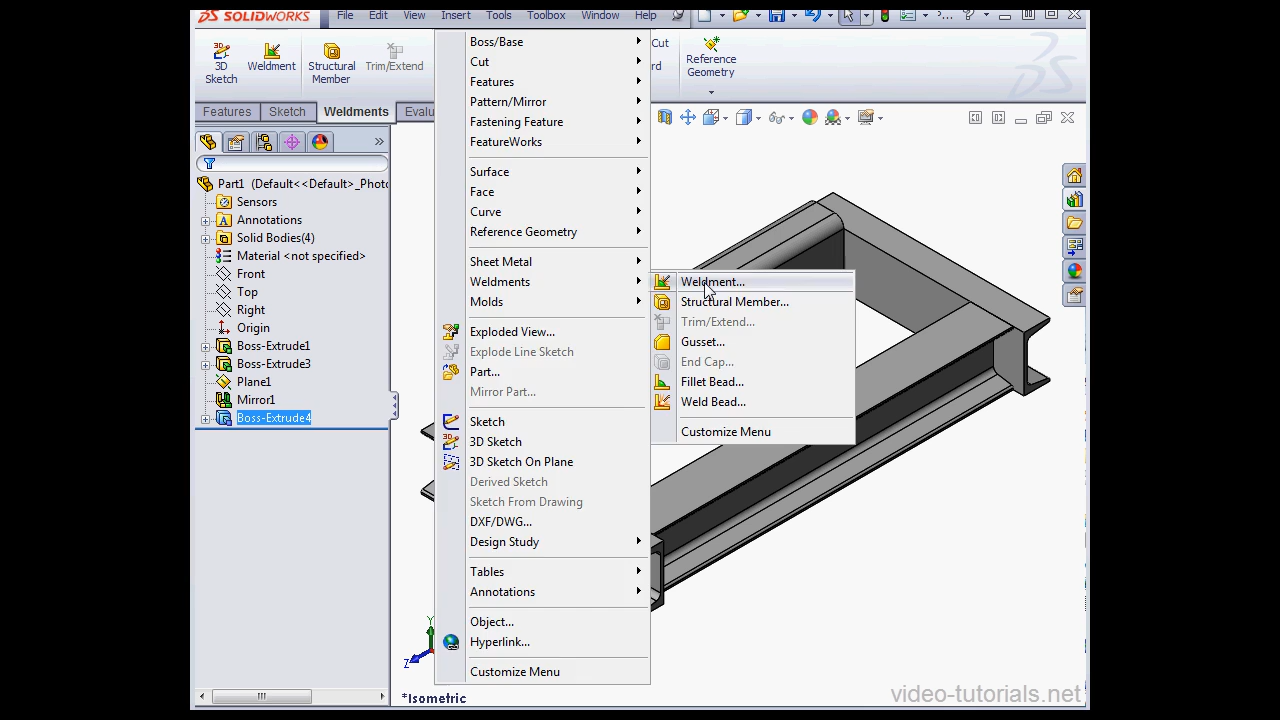 SOLIDWORKS File Edit View Insert Tools Toolbox Window Help
3D Sketch
Weldment
Structural Member
Trim/Extend
Cut
rd
Reference Geometry
Features Sketch Weldments Evalu
Part1 (Default<<Default>_Phot
Sensors
Annotations
Solid Bodies(4)
Material <not specified>
Front
Top
Right
Origin
Boss-Extrude1
Boss-Extrude3
Plane1
Mirror1
Boss-Extrude4
Boss/Base
Cut
Features
Pattern/Mirror
Fastening Feature
FeatureWorks
Surface
Face
Curve
Reference Geometry
Sheet Metal
Weldments
Molds
Exploded View...
Explode Line Sketch
Part...
Mirror Part...
Sketch
3D Sketch
3D Sketch On Plane
Derived Sketch
Sketch From Drawing
DXF/DWG...
Design Study
Tables
Annotations
Object...
Hyperlink...
Customize Menu
Weldment...
Structural Member...
Trim/Extend...
Gusset...
End Cap...
Fillet Bead...
Weld Bead...
Customize Menu
Y
Z
*Isometric
video-tutorials.net